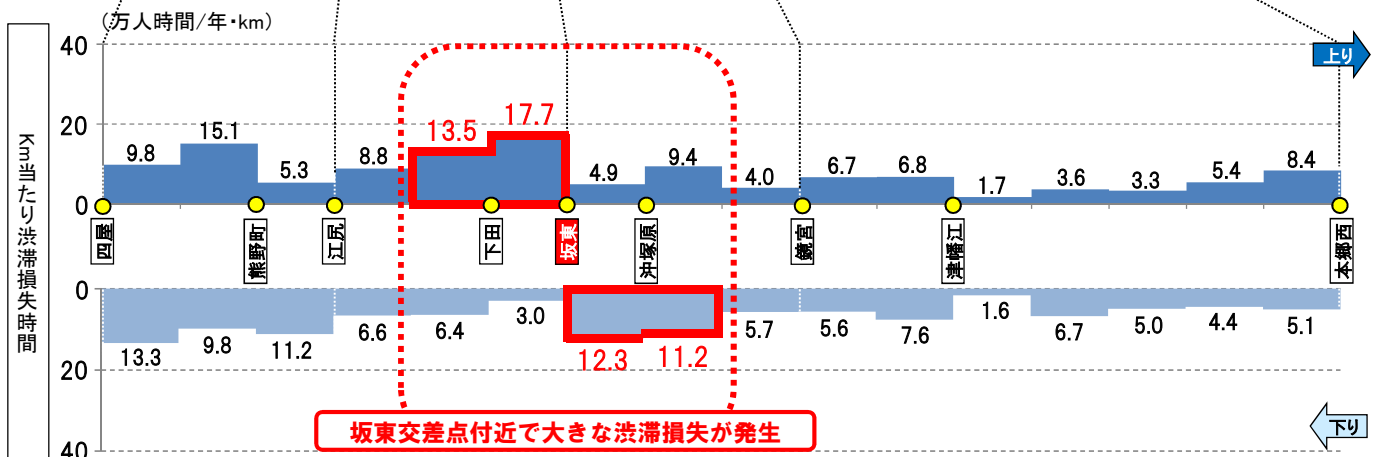 (万人時間/年・km)
40
上り
20
13.5
17.7
9.8
15.1
5.3
8.8
4.9
9.4
4.0
6.7
6.8
1.7
3.6
3.3
5.4
8.4
0
四屋
熊野町
江尻
下田
坂東
沖塚原
鏡宮
津幡江
本郷西
Km当たり渋滞損失時間
0
13.3
9.8
11.2
6.6
6.4
3.0
12.3
11.2
5.7
5.6
7.6
1.6
6.7
5.0
4.4
5.1
20
坂東交差点付近で大きな渋滞損失が発生
下り
40